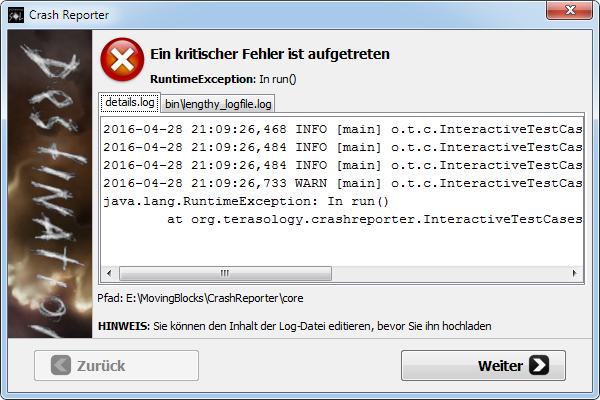 Crash Reporter
Ein kritischer Fehler ist aufgetreten
RuntimeException: In run()
details.log
bin\lengthy_logfile.log
2016-04-28 21:09:26,468 INFO [main] o.t.c.InteractiveTestCas
2016-04-28 21:09:26,484 INFO [main] o.t.c.InteractiveTestCas
2016-04-28 21:09:26,484 INFO [main] o.t.c.InteractiveTestCas
2016-04-28 21:09:26,733 WARN [main] o.t.c.InteractiveTestCas
java.lang.RuntimeException: In run()
at org.terasology.crashreporter.InteractiveTestCases
Pfad: E:\MovingBlocks\CrashReporter\core
HINWEIS: Sie können den Inhalt der Log-Datei editieren, bevor Sie ihn hochladen
Zurück
Weiter
DESTINATION